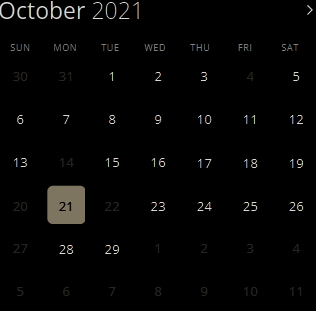 October 2021
SUN MON TUE WED THU FRI SAT
30 31 1 2 3 4 5
6 7 8 9 10 11 12
13 14 15 16 17 18 19
20 21 22 23 24 25 26
27 28 29 1 2 3 4
5 6 7 8 9 10 11